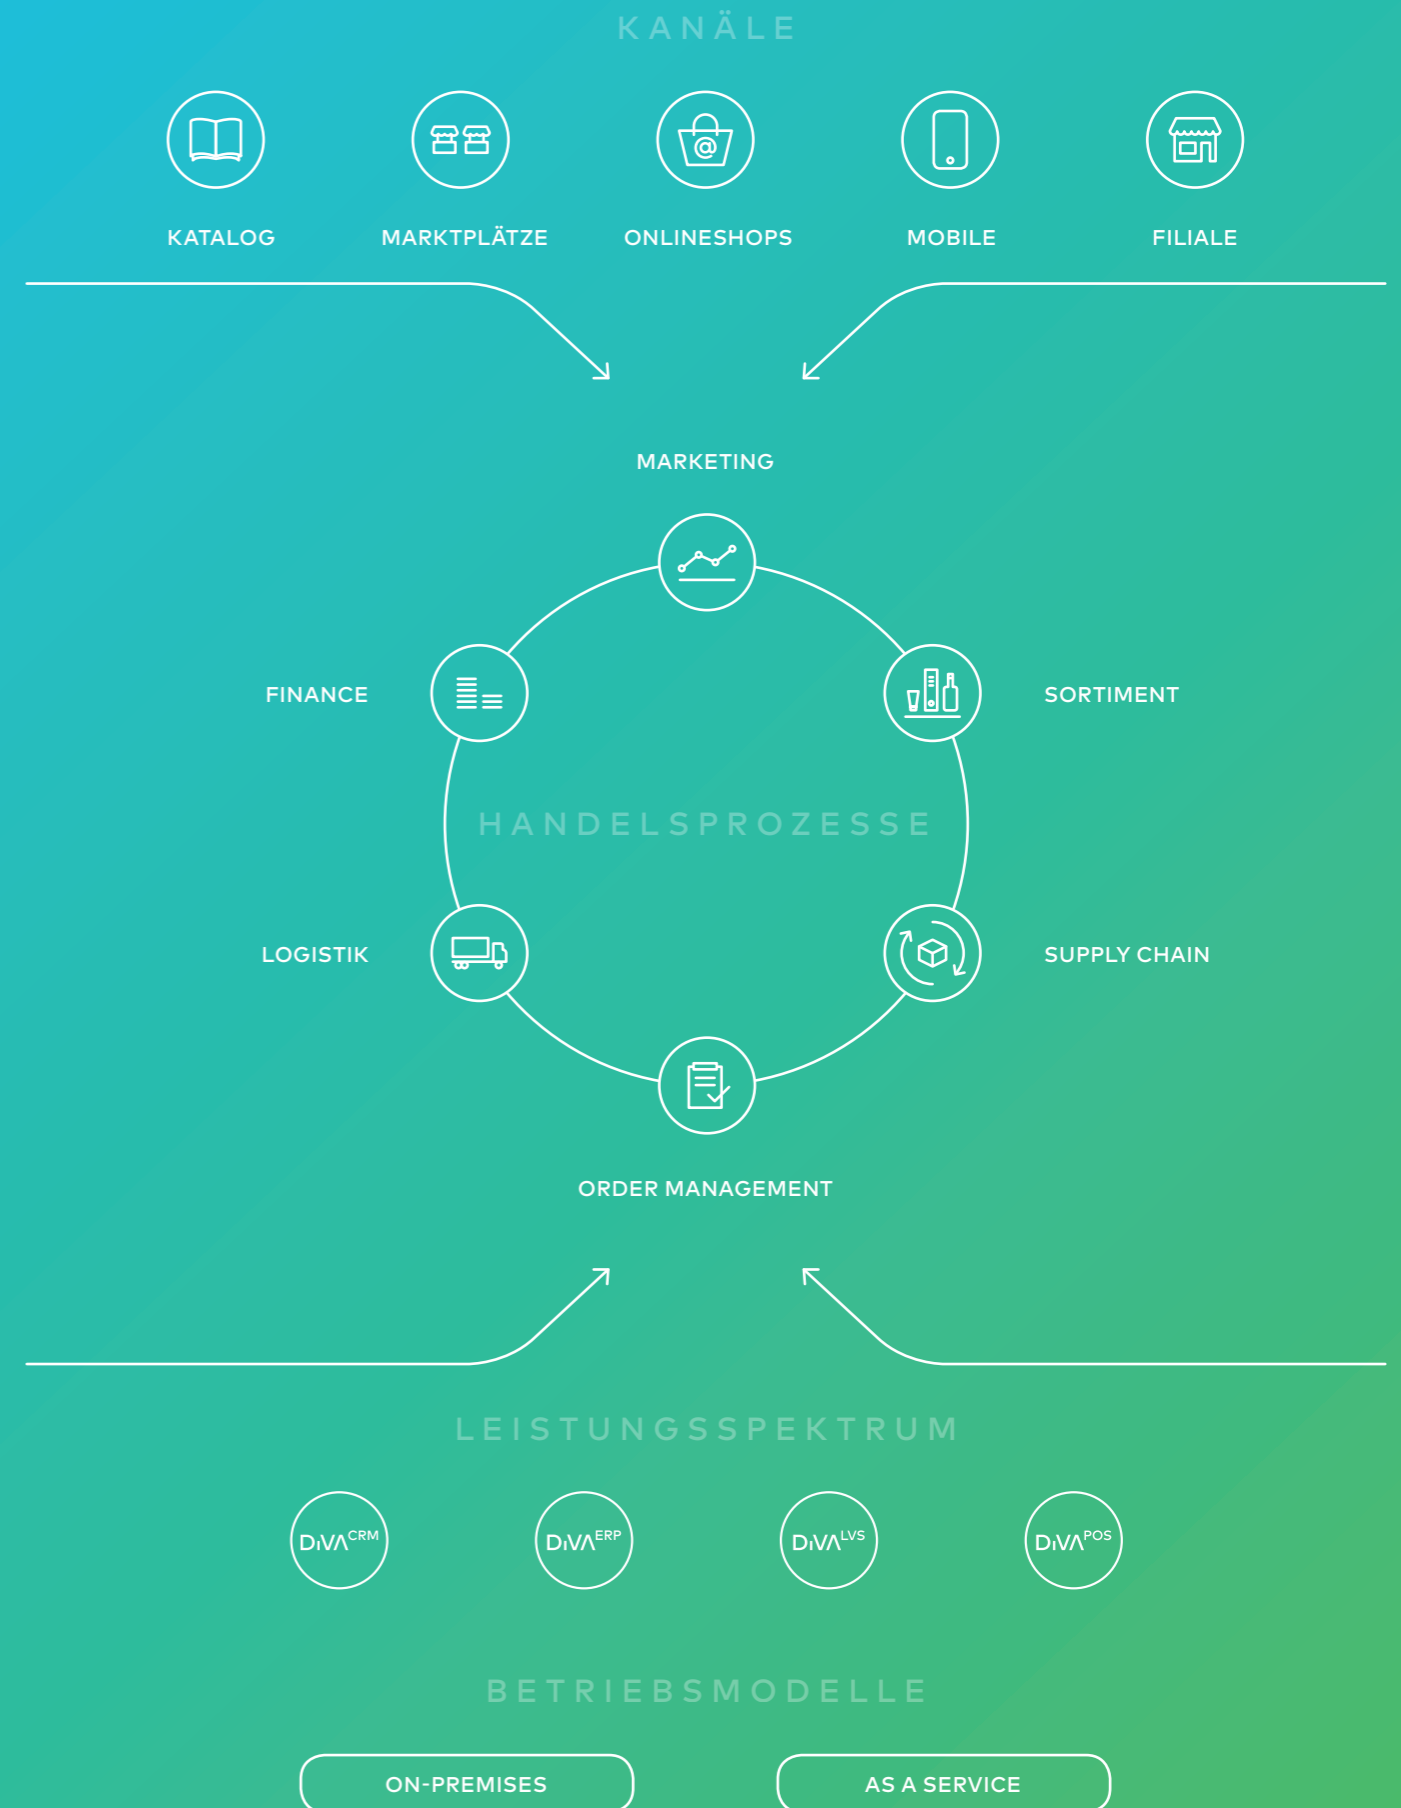 KANÄLE
KATALOG MARKTPLÄTZE ONLINESHOPS MOBILE FILIALE
@
MARKETING
FINANCE SORTIMENT
HANDELSPROZESSE
LOGISTIK SUPPLY CHAIN
ORDER MANAGEMENT
LEISTUNGSSPEKTRUM
DiVA CRM DiVA ERP DiVA LVS DiVA POS
BETRIEBSMODELLE
ON-PREMISES AS A SERVICE